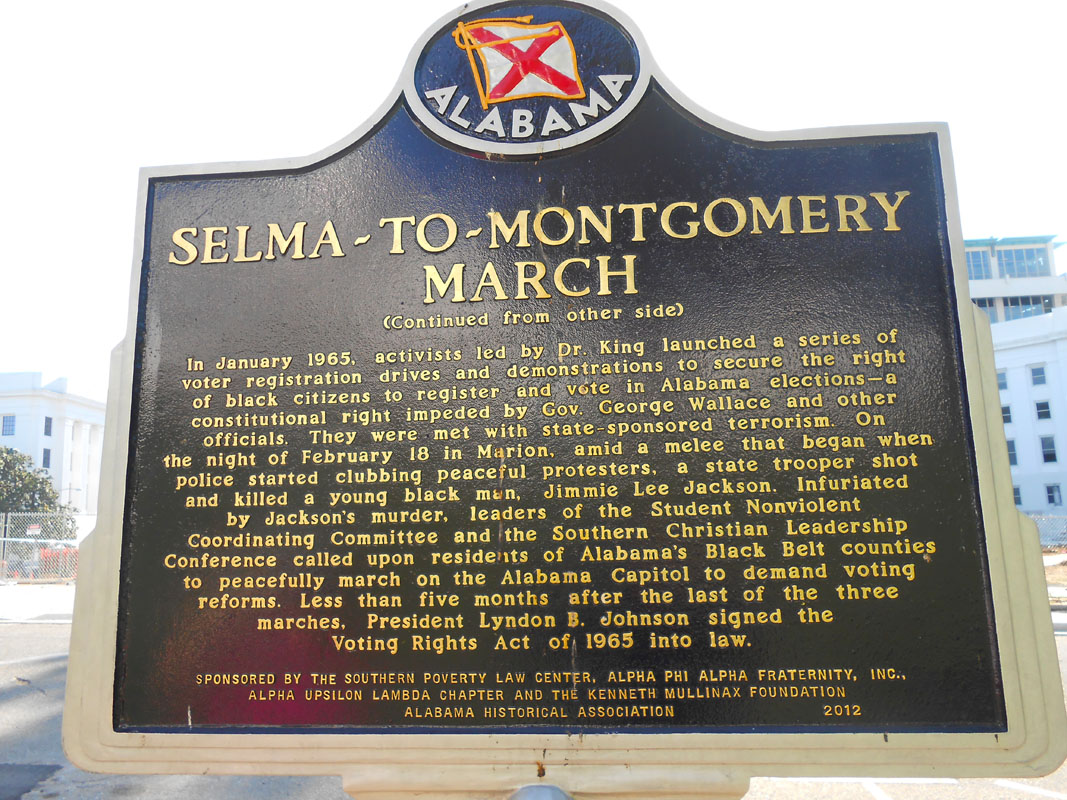 ALABAMA
SELMA-TO-MONTGOMERY
MARCH
(Continued from other side)
In January 1965, activists led by Dr. King launched a series of
voter registration drives and demonstrations to secure the right
of black citizens to register and vote in Alabama elections—a
constitutional right impeded by Gov. George Wallace and other
officials. They were met with state-sponsored terrorism. On
the night of February 18 in Marion, amid a melee that began when
police started clubbing peaceful protesters, a state trooper shot
and killed a young black man, Jimmie Lee Jackson. Infuriated
by Jackson's murder, leaders of the Student Nonviolent
Coordinating Committee and the Southern Christian Leadership
Conference called upon residents of Alabama's Black Belt counties
to peacefully march on the Alabama Capitol to demand voting
reforms. Less than five months after the last of the three
marches, President Lyndon B. Johnson signed the
Voting Rights Act of 1965 into law.
SPONSORED BY THE SOUTHERN POVERTY LAW CENTER, ALPHA PHI ALPHA FRATERNITY, INC.,
ALPHA UPSILON LAMBDA CHAPTER AND THE KENNETH MULLINAX FOUNDATION
ALABAMA HISTORICAL ASSOCIATION 2012